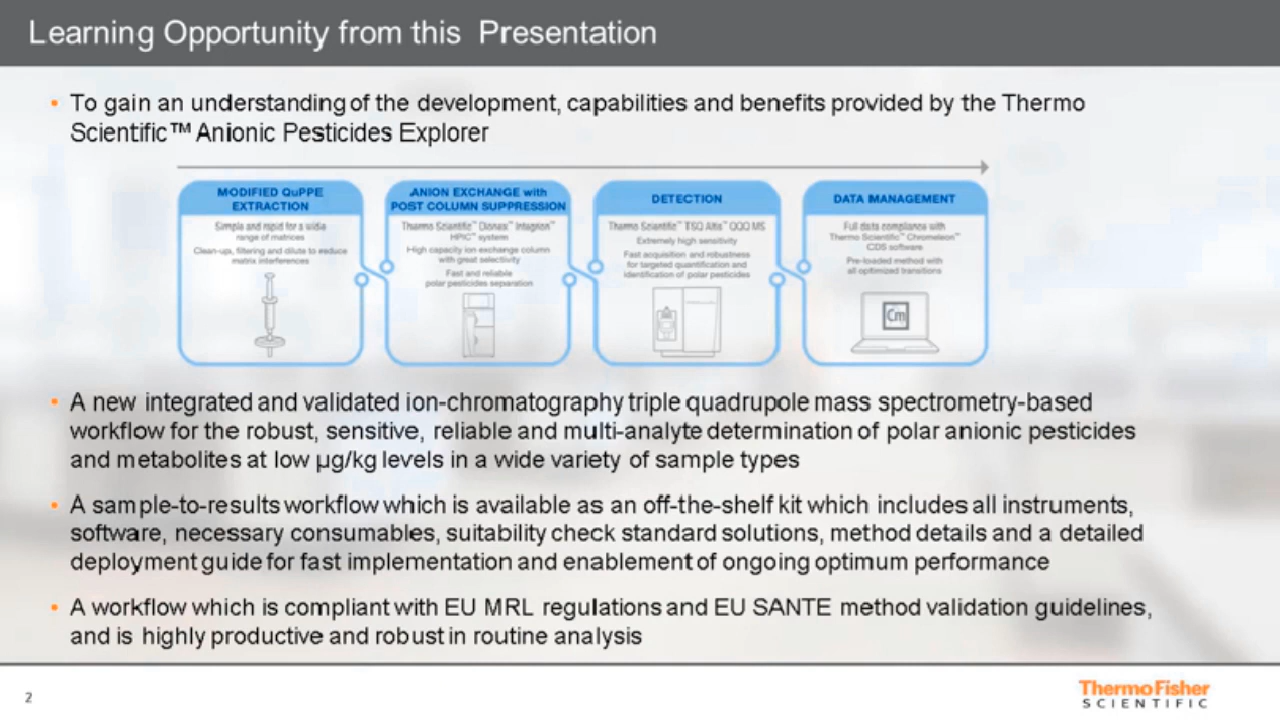 Learning Opportunity from this Presentation
• To gain an understanding of the development, capabilities and benefits provided by the Thermo
Scientific™ Anionic Pesticides Explorer
MODIFIED QuPPE
EXTRACTION
Simple and rapid for a wide
range of matrices
Clean-ups, filtering and dilute to reduce
matrix interferences
ANION EXCHANGE with
POST COLUMN SUPPRESSION
Thermo Scientific™ Dionex™ Integrion™
HPIC™ system
High capacity ion exchange column
with great selectivity
Fast and reliable
polar pesticides separation
DETECTION
Thermo Scientific™ TSQ Altis™ QQQ MS
Extremely high sensitivity
Fast acquisition and robustness
for targeted quantification and
identification of polar pesticides
DATA MANAGEMENT
Full data compliance with
Thermo Scientific™ Chromeleon™
CDS software
Pre-loaded method with
all optimized transitions
Cm
• A new integrated and validated ion-chromatography triple quadrupole mass spectrometry-based
workflow for the robust, sensitive, reliable and multi-analyte determination of polar anionic pesticides
and metabolites at low µg/kg levels in a wide variety of sample types
• A sample-to-results workflow which is available as an off-the-shelf kit which includes all instruments,
software, necessary consumables, suitability check standard solutions, method details and a detailed
deployment guide for fast implementation and enablement of ongoing optimum performance
• A workflow which is compliant with EU MRL regulations and EU SANTE method validation guidelines,
and is highly productive and robust in routine analysis
2
ThermoFisher
SCIENTIFIC